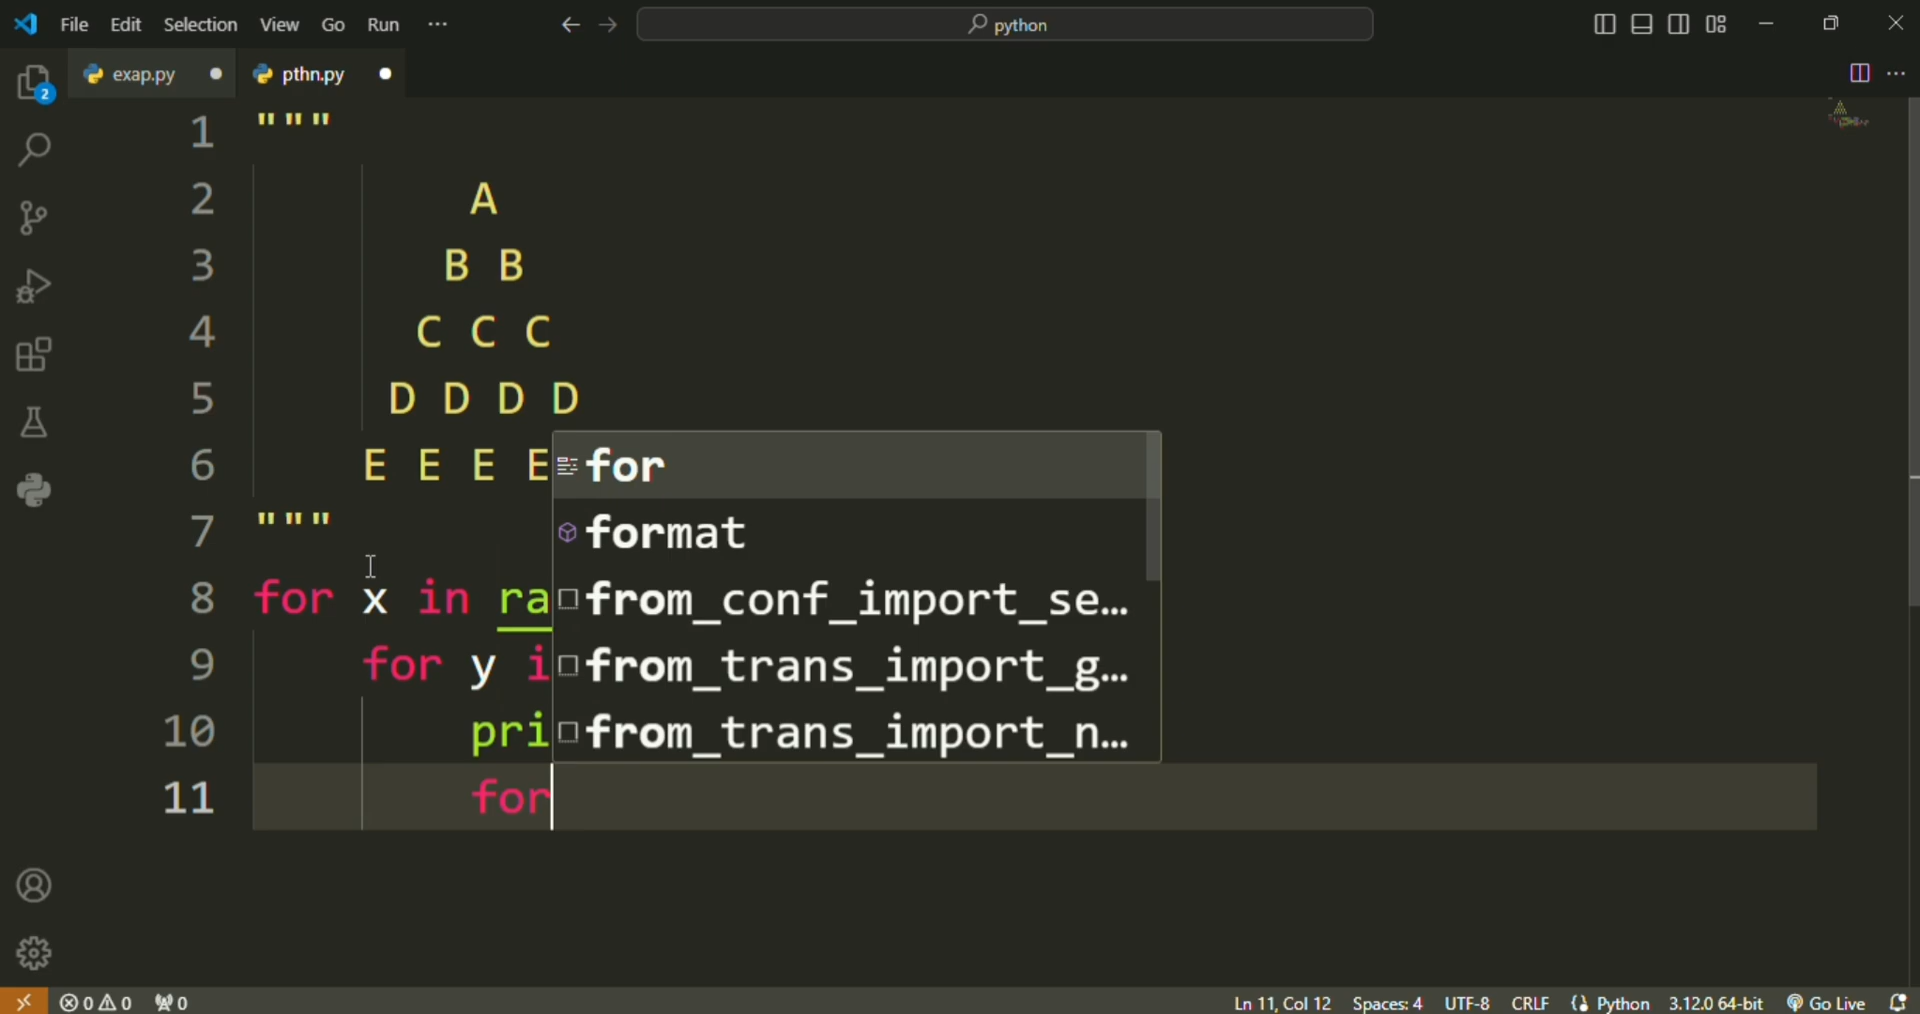 File Edit Selection View Go Run ··· python
exap.py pthn.py
2
1 """
2 A
3 B B
4 C C C
5 D D D D
6 E E E E
7 """
8 for x in ra
9 for y i
10 pri
11 for
for
format
from_conf_import_se…
from_trans_import_g…
from_trans_import_n…
0 0 0 Ln 11, Col 12 Spaces: 4 UTF-8 CRLF Python 3.12.0 64-bit Go Live